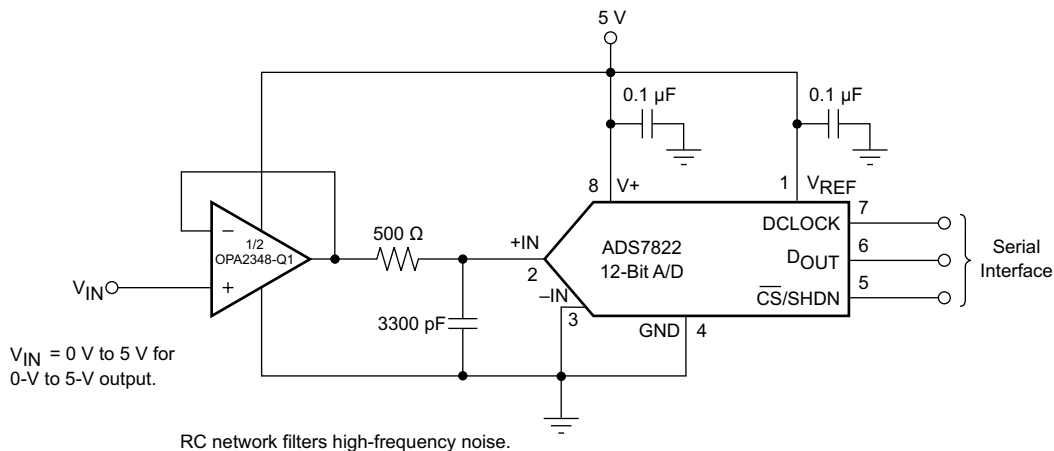 5 V
0.1 µF
0.1 µF
8
V+
1
VREF
1/2
OPA2348-Q1
−
+
VIN
500 Ω
3300 pF
+IN
2
–IN
3
ADS7822
12-Bit A/D
GND
4
DCLOCK
7
DOUT
6
CS/SHDN
5
Serial
Interface
VIN = 0 V to 5 V for
0-V to 5-V output.
RC network filters high-frequency noise.